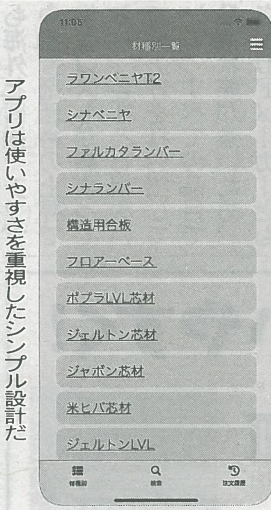 アプリは使いやすさを重視したシンプル設計だ
11:05
材種別一覧
ラワンベニヤT2
シナベニヤ
ファルカタランバー
シナランバー
構造用合板
フロアーベース
ポプラLVL芯材
ジェルトン芯材
ジャボン芯材
米ヒバ芯材
ジェルトンLVL
材種別
検索
注文履歴